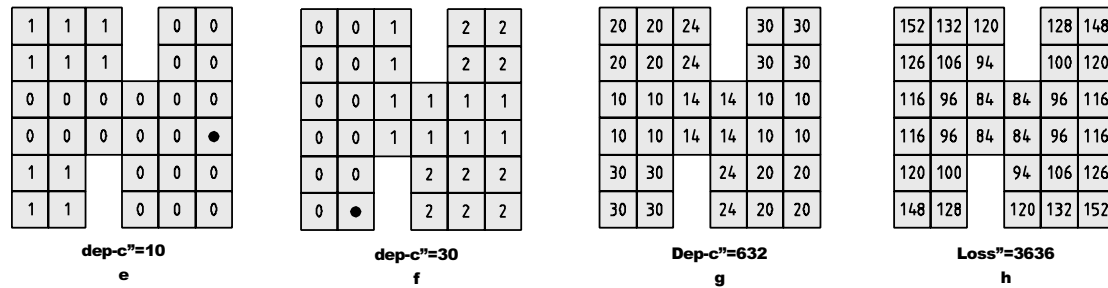 1 1 1 0 0 0 0 1 2 2 20 20 24 30 30 152 132 120 128 148
1 1 1 0 0 0 0 1 2 2 20 20 24 30 30 126 106 94 100 120
0 0 0 0 0 0 0 0 1 1 1 1 10 10 14 14 10 10 116 96 84 84 96 116
0 0 0 0 0 0 0 1 1 1 1 10 10 14 14 10 10 116 96 84 84 96 116
1 1 0 0 0 0 0 2 2 2 30 30 24 20 20 120 100 94 106 126
1 1 0 0 0 0 2 2 2 30 30 24 20 20 148 128 120 132 152
dep-c”=10 dep-c”=30 Dep-c”=632 Loss”=3636
e f g h